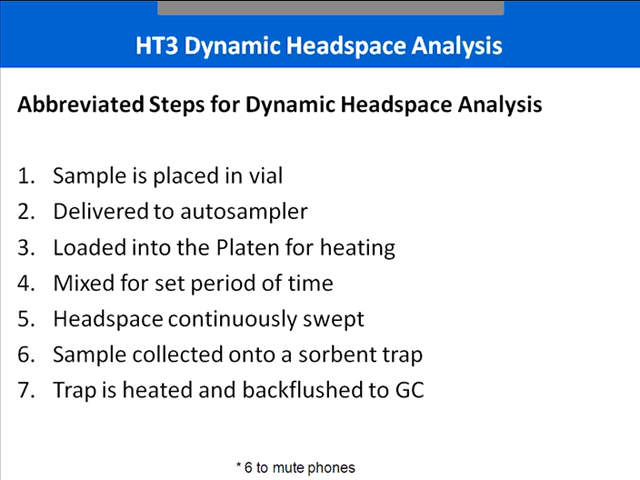 HT3 Dynamic Headspace Analysis
Abbreviated Steps for Dynamic Headspace Analysis
1. Sample is placed in vial
2. Delivered to autosampler
3. Loaded into the Platen for heating
4. Mixed for set period of time
5. Headspace continuously swept
6. Sample collected onto a sorbent trap
7. Trap is heated and backflushed to GC
* 6 to mute phones